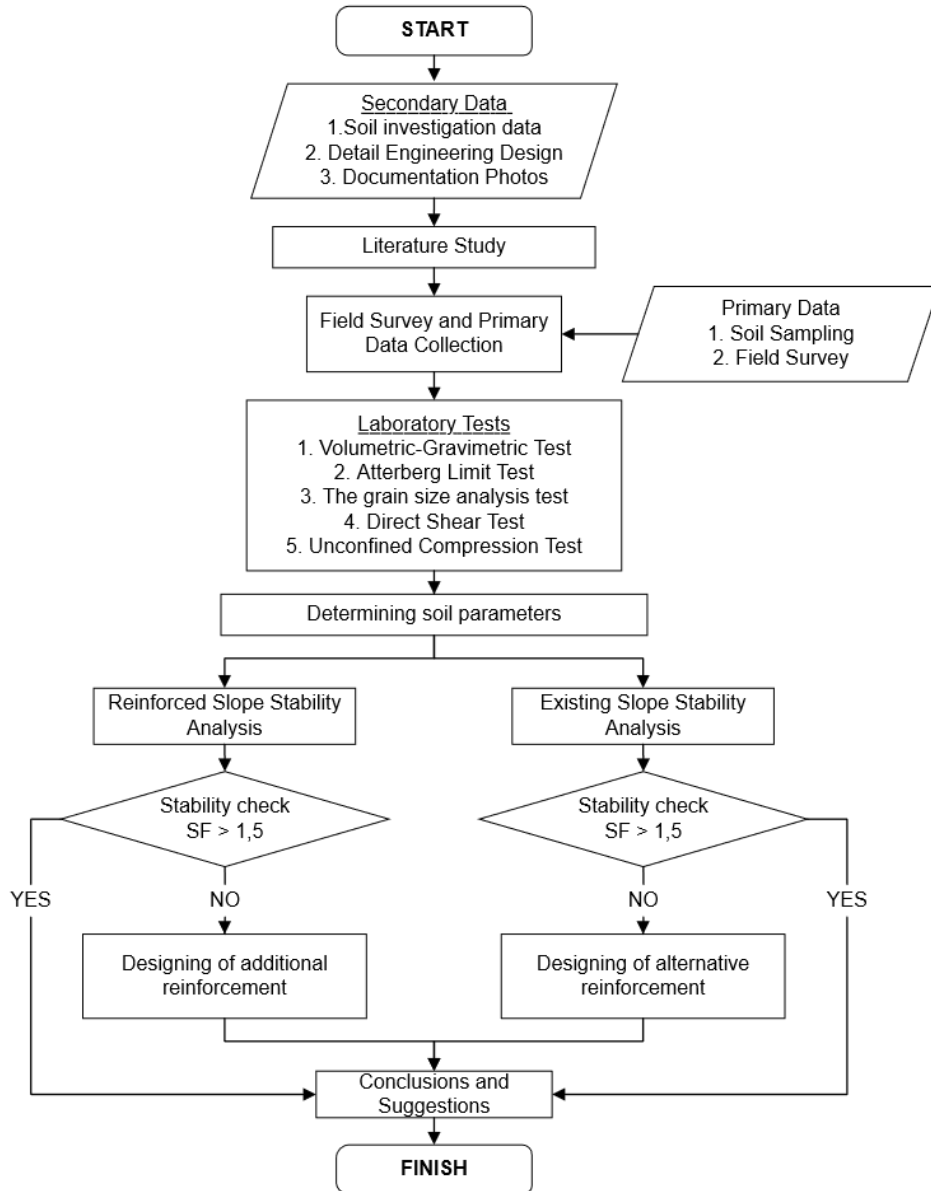 START
Secondary Data
1.Soil investigation data
2. Detail Engineering Design
3. Documentation Photos
Literature Study
Field Survey and Primary
Data Collection
Primary Data
1. Soil Sampling
2. Field Survey
Laboratory Tests
1. Volumetric-Gravimetric Test
2. Atterberg Limit Test
3. The grain size analysis test
4. Direct Shear Test
5. Unconfined Compression Test
Determining soil parameters
Reinforced Slope Stability
Analysis
Existing Slope Stability
Analysis
Stability check
SF > 1,5
Stability check
SF > 1,5
YES
NO
NO
YES
Designing of additional
reinforcement
Designing of alternative
reinforcement
Conclusions and
Suggestions
FINISH